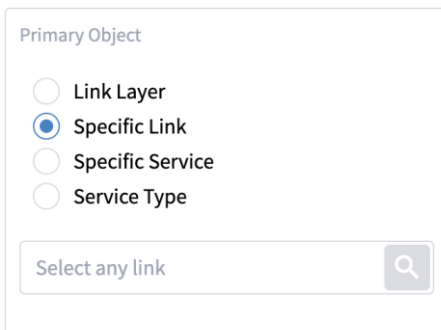 Primary Object
Link Layer
Specific Link
Specific Service
Service Type
Select any link